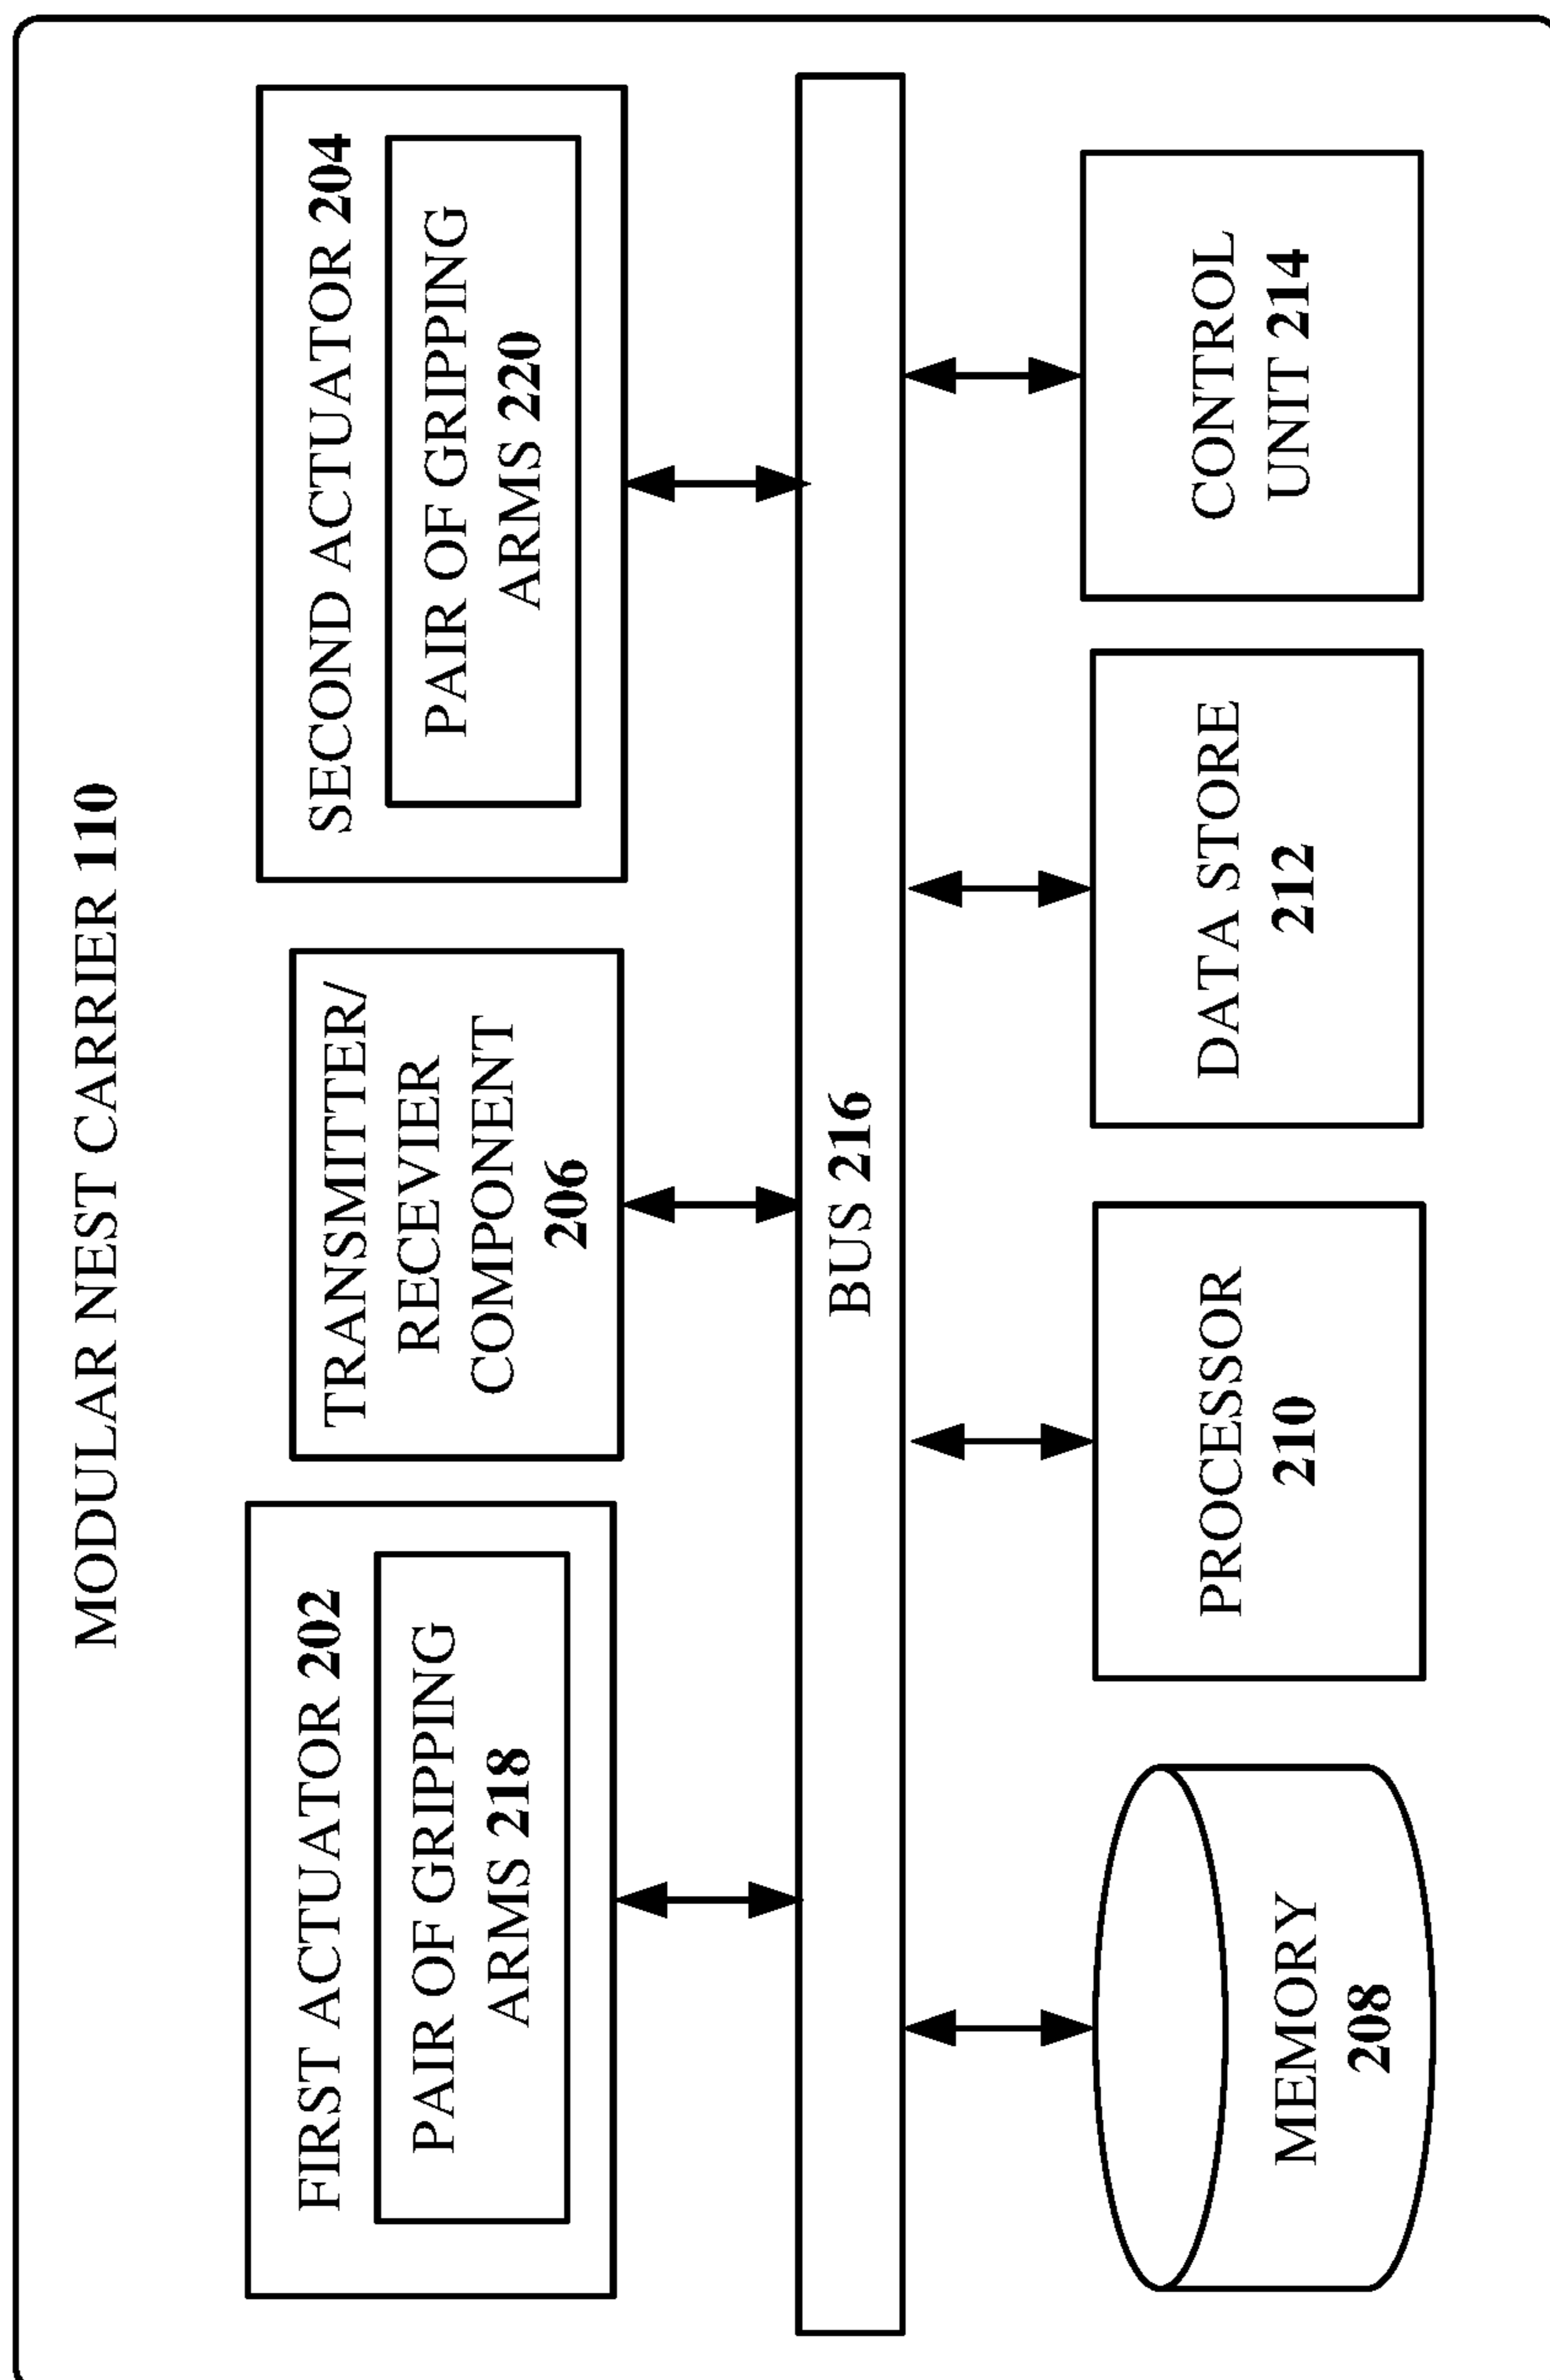 MODULAR NEST CARRIER 110
FIRST ACTUATOR 202
PAIR OF GRIPPING
ARMS 218
TRANSMITTER/
RECEVIER
COMPONENT
206
SECOND ACTUATOR 204
PAIR OF GRIPPING
ARMS 220
BUS 216
MEMORY
208
PROCESSOR
210
DATA STORE
212
CONTROL
UNIT 214